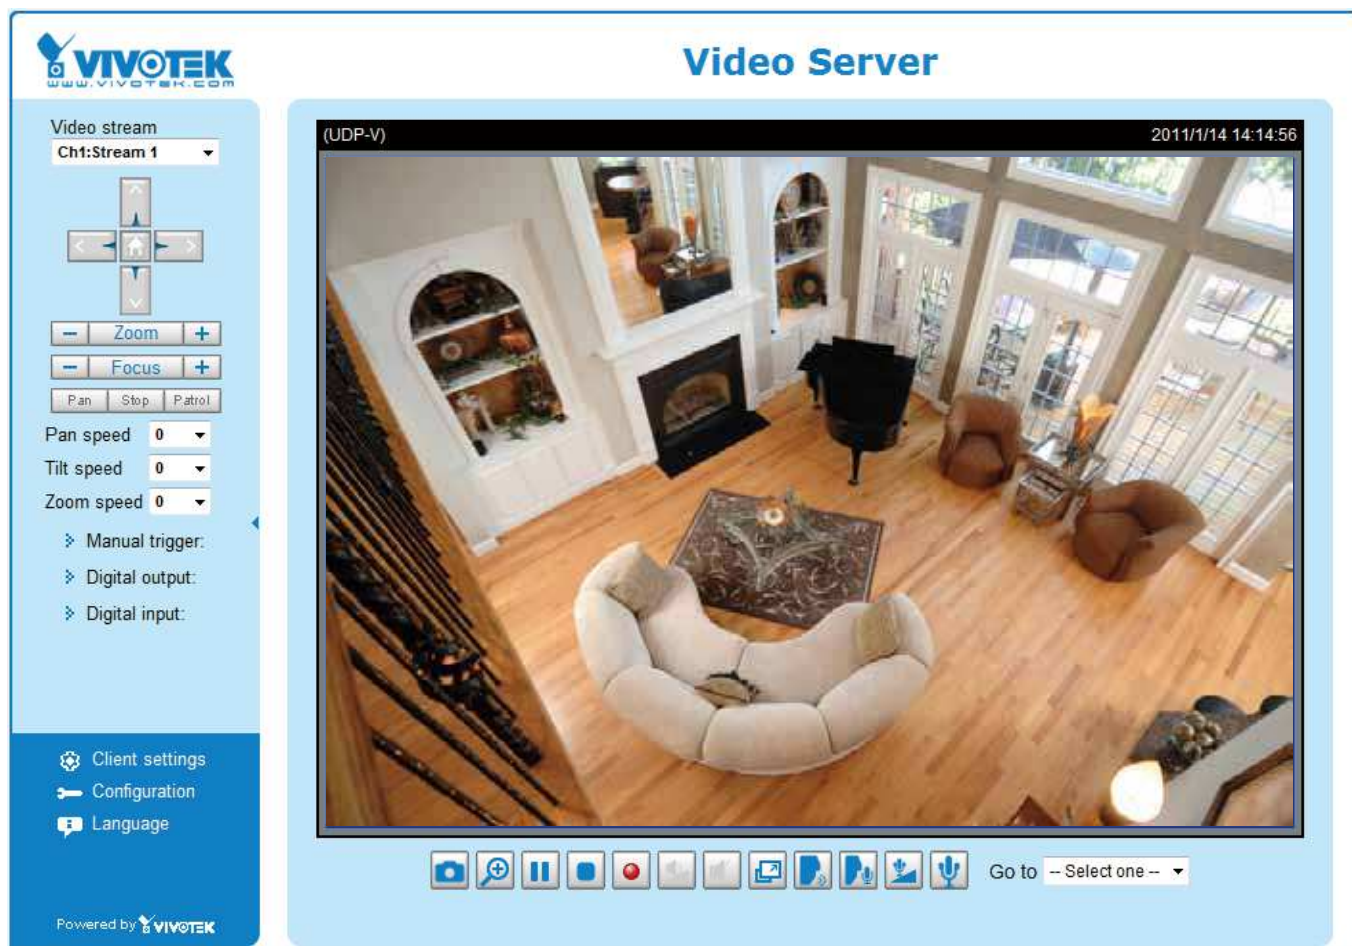 VIVOTEK
www.vivotek.com
Video Server
Video stream
Ch1:Stream 1
Zoom
Focus
Pan Stop Patrol
Pan speed 0
Tilt speed 0
Zoom speed 0
Manual trigger:
Digital output:
Digital input:
Client settings
Configuration
Language
Powered by VIVOTEK
(UDP-V) 2011/1/14 14:14:56
Go to -- Select one --